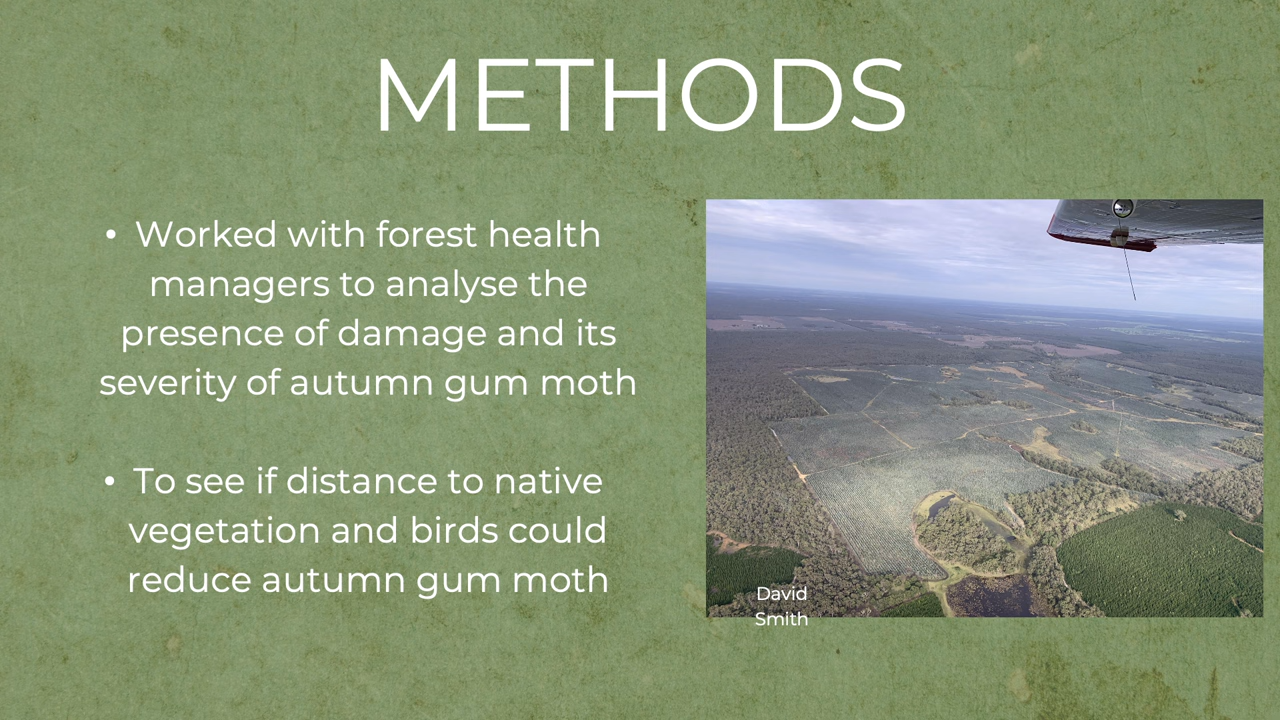 METHODS
• Worked with forest health
managers to analyse the
presence of damage and its
severity of autumn gum moth
• To see if distance to native
vegetation and birds could
reduce autumn gum moth
David
Smith